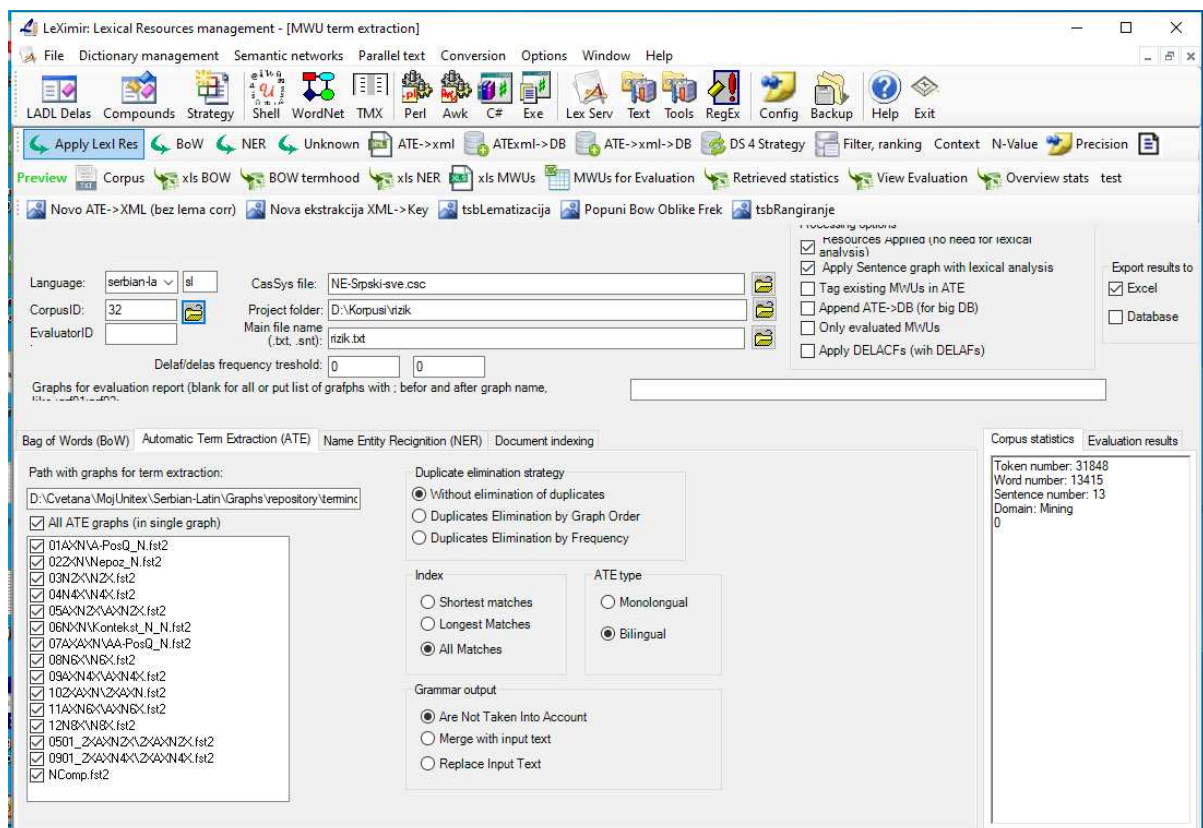 LeXimir: Lexical Resources management - [MWU term extraction]
File Dictionary management Semantic networks Parallel text Conversion Options Window Help
LADL Delas Compounds Strategy Shell WordNet TMX Perl Awk C# Exe Lex Serv Text Tools RegEx Config Backup Help Exit
Apply LexI Res BoW NER Unknown ATE->xml ATExml->DB ATE->xml->DB DS 4 Strategy Filter, ranking Context N-Value Precision
Preview Corpus xls BOW BOW termhood xls NER xls MWUs MWUs for Evaluation Retrieved statistics View Evaluation Overview stats test
Novo ATE->XML (bez lema corr) Nova ekstrakcija XML->Key tsbLematizacija Popuni Bow Oblike Frek tsbRangiranje
Processing options
Resources Applied (no need for lexical
analysis)
Apply Sentence graph with lexical analysis
Tag existing MWUs in ATE
Append ATE->DB (for big DB)
Only evaluated MWUs
Apply DELACFs (wih DELAFs)
Export results to
Excel
Database
Language: serbian-la sl CasSys file: NE-Srpski-sve.csc
CorpusID: 32 Project folder: D:\Korpusi\rizik
EvaluatorID Main file name
(.txt, .snt): rizik.txt
Delaf/delas frequency treshold: 0 0
Graphs for evaluation report (blank for all or put list of grafphs with ; befor and after graph name,
Bag of Words (BoW) Automatic Term Extraction (ATE) Name Entity Recignition (NER) Document indexing
Path with graphs for term extraction:
D:\Cvetana\MojUnitex\Serbian-Latin\Graphs\repository\terminc
All ATE graphs (in single graph)
01AXN\A-PosQ_N.fst2
02ZXN\Nepoz_N.fst2
03N2X\N2X.fst2
04N4X\N4X.fst2
05AXN2X\AXN2X.fst2
06NXN\Kontekst_N_N.fst2
07AXAXN\AA-PosQ_N.fst2
08N6X\N6X.fst2
09AXN4X\AXN4X.fst2
102XAXN\2XAXN.fst2
11AXN6X\AXN6X.fst2
12N8X\N8X.fst2
0501_2XAXN2X\2XAXN2X.fst2
0901_2XAXN4X\2XAXN4X.fst2
NComp.fst2
Duplicate elimination strategy
Without elimination of duplicates
Duplicates Elimination by Graph Order
Duplicates Elimination by Frequency
Index
Shortest matches
Longest Matches
All Matches
ATE type
Monolongual
Bilingual
Grammar output
Are Not Taken Into Account
Merge with input text
Replace Input Text
Corpus statistics Evaluation results
Token number: 31848
Word number: 13415
Sentence number: 13
Domain: Mining
0